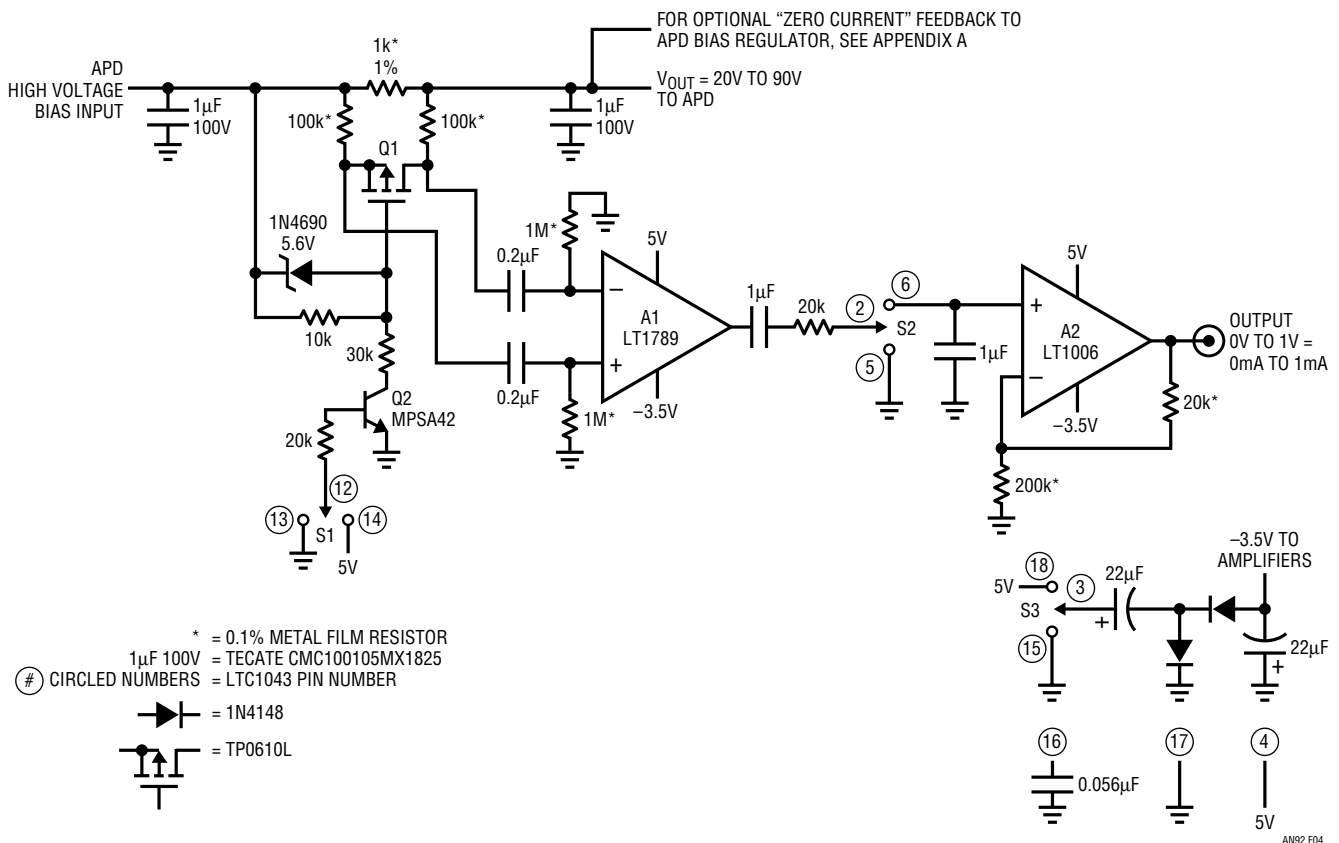 FOR OPTIONAL “ZERO CURRENT” FEEDBACK TO
APD BIAS REGULATOR, SEE APPENDIX A
1k*
1%
APD
HIGH VOLTAGE
BIAS INPUT
VOUT = 20V TO 90V
TO APD
1µF
100V
1µF
100V
100k*
100k*
Q1
1N4690
5.6V
10k
30k
Q2
MPSA42
20k
12
13
S1
14
5V
0.2µF
0.2µF
1M*
1M*
5V
−
A1
LT1789
+
–3.5V
1µF
20k
2
6
S2
5
1µF
5V
+
A2
LT1006
−
–3.5V
OUTPUT
0V TO 1V =
0mA TO 1mA
20k*
200k*
–3.5V TO
AMPLIFIERS
5V
18
3
S3
15
22µF
+
22µF
+
16
17
4
0.056µF
5V
* = 0.1% METAL FILM RESISTOR
1µF 100V = TECATE CMC100105MX1825
# CIRCLED NUMBERS = LTC1043 PIN NUMBER
= 1N4148
= TP0610L
AN92 F04